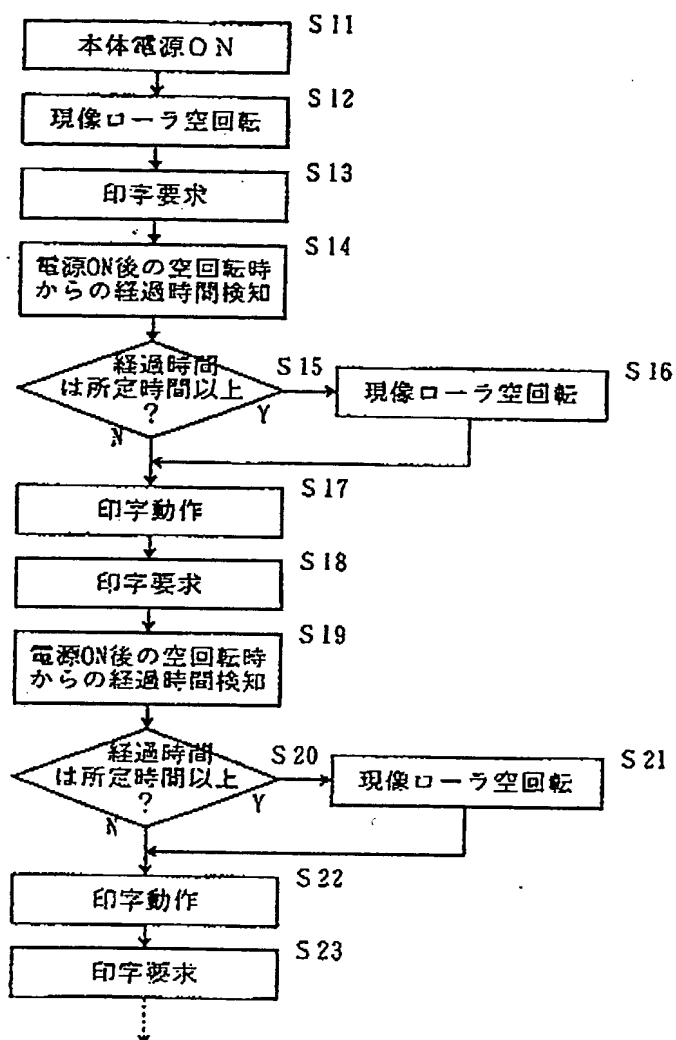 S11
本体電源ON
S12
現像ローラ空回転
S13
印字要求
S14
電源ON後の空回転時
からの経過時間検知
経過時間
は所定時間以上
?
S15
Y
N
S16
現像ローラ空回転
S17
印字動作
S18
印字要求
S19
電源ON後の空回転時
からの経過時間検知
経過時間
は所定時間以上
?
S20
Y
N
S21
現像ローラ空回転
S22
印字動作
S23
印字要求